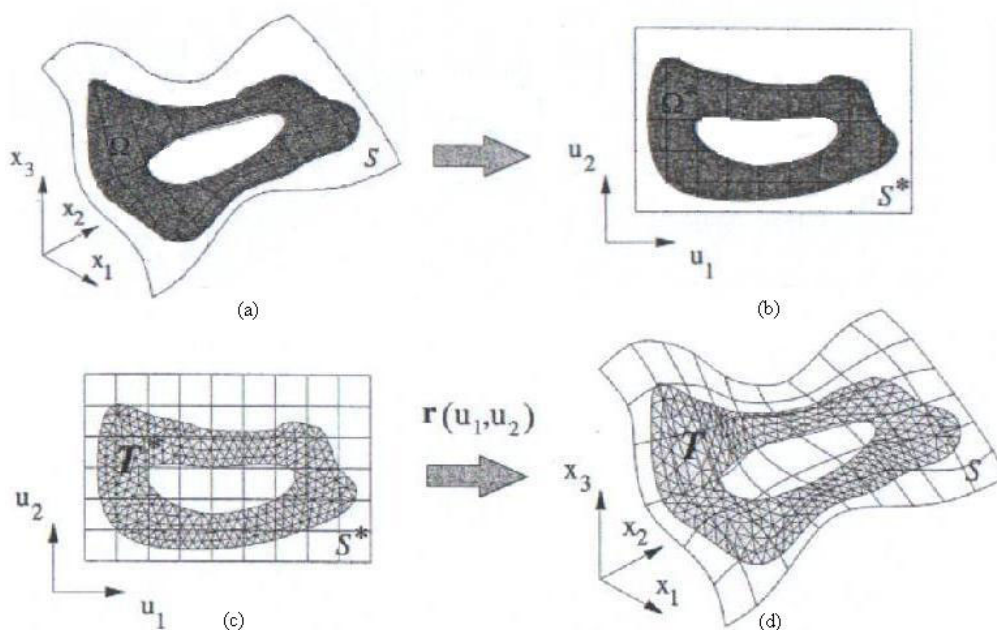 Ω
S
x₃
x₂
x₁
(a)
Ω*
S*
u₂
u₁
(b)
T*
S*
u₂
u₁
(c)
r(u₁,u₂)
T
S
x₃
x₂
x₁
(d)